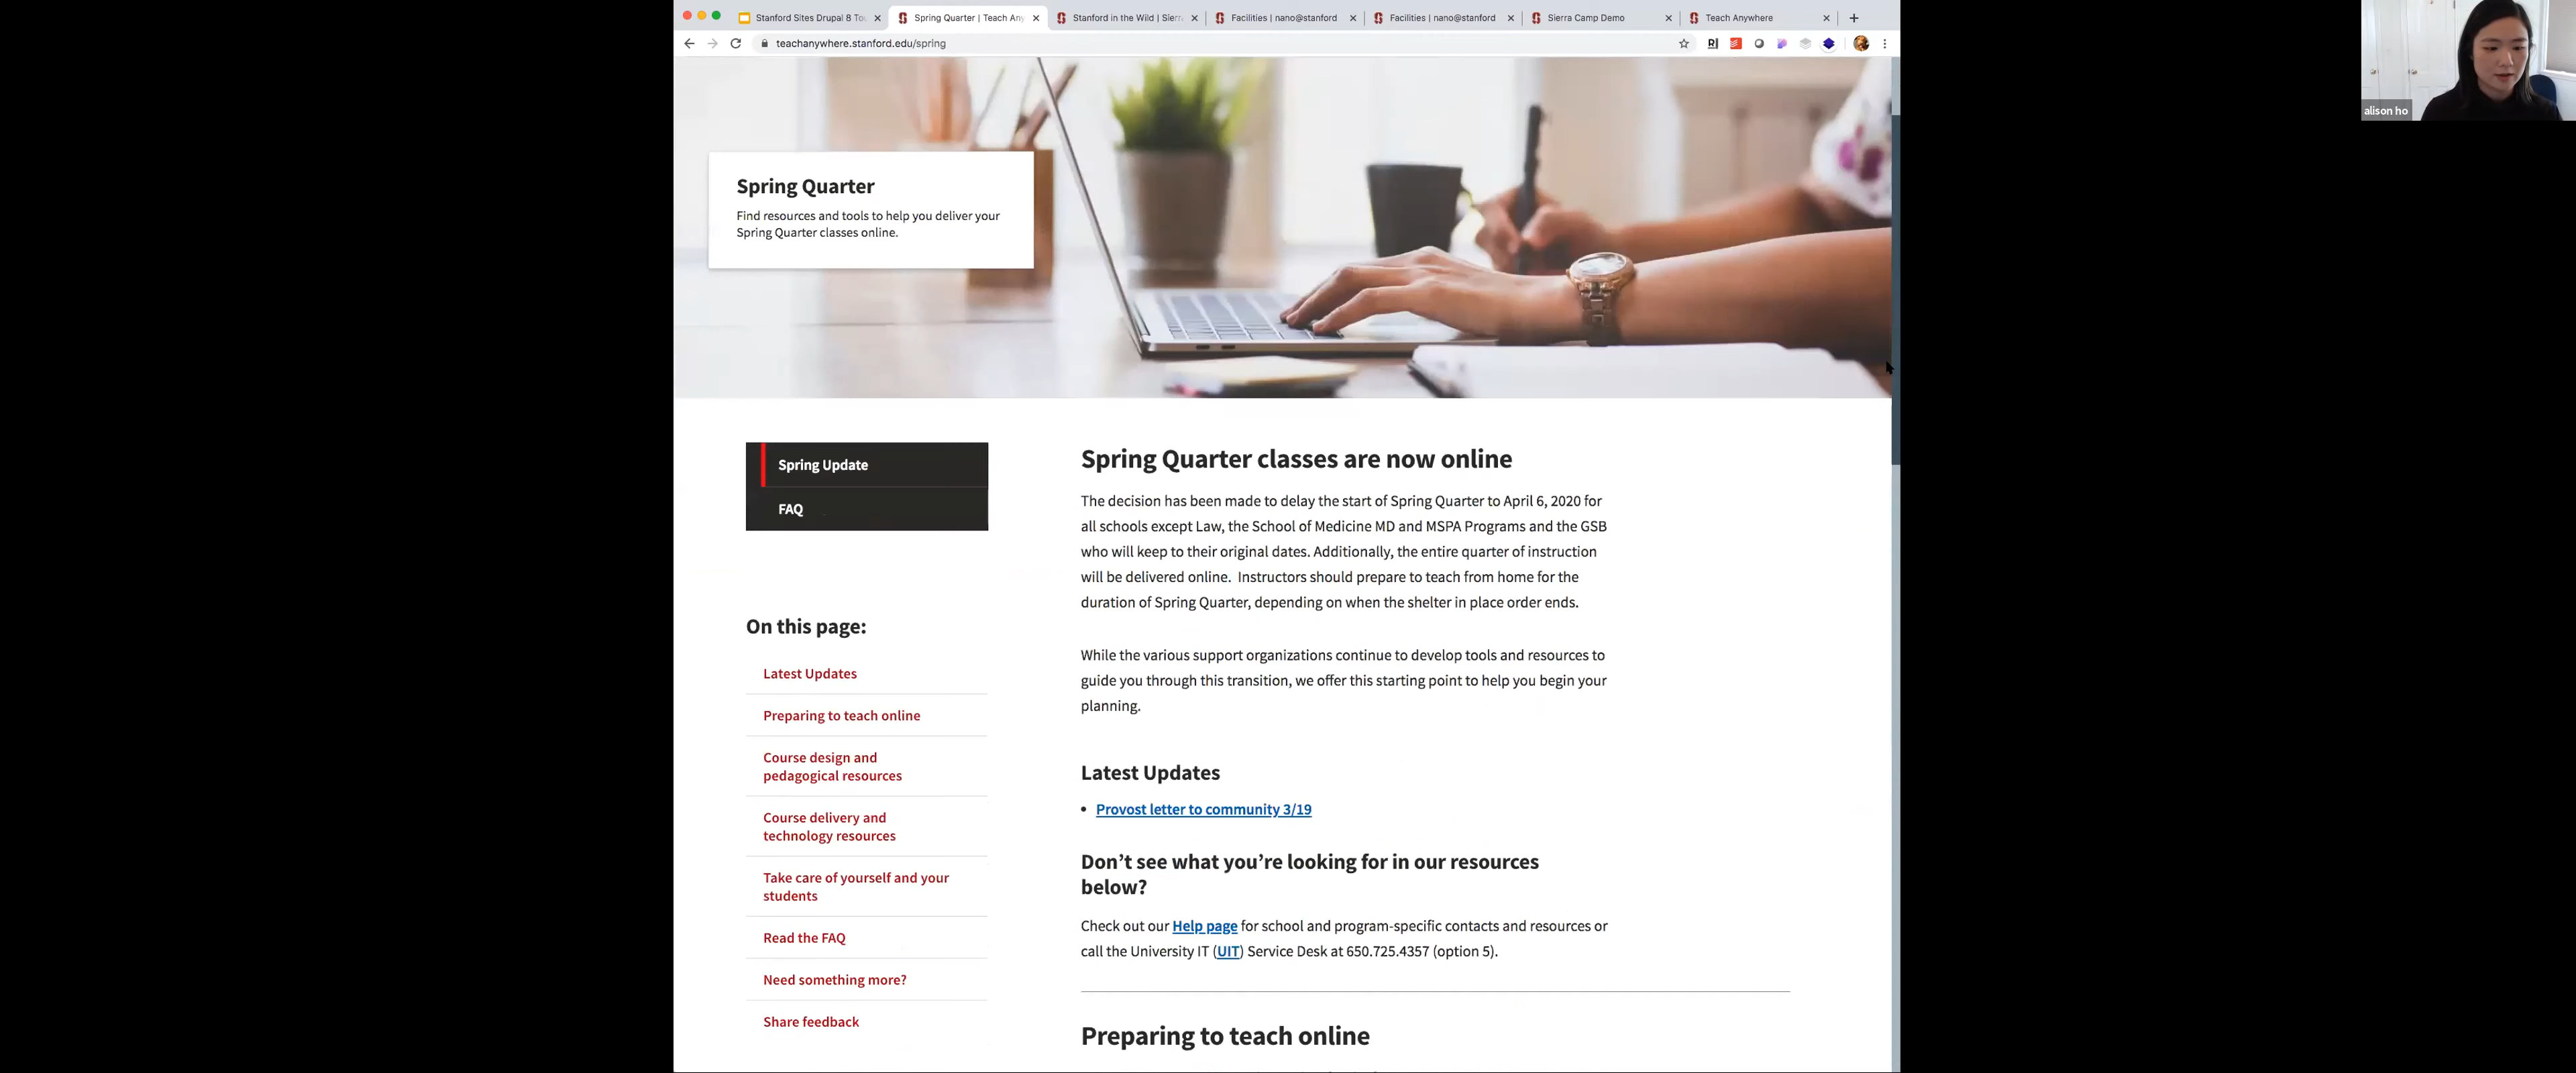 Stanford Sites Drupal 8 Tou
Spring Quarter | Teach Any
Stanford in the Wild | Sierra
Facilities | nano@stanford
Facilities | nano@stanford
Sierra Camp Demo
Teach Anywhere
teachanywhere.stanford.edu/spring
alison ho
Spring Quarter
Find resources and tools to help you deliver your
Spring Quarter classes online.
Spring Update
FAQ
On this page:
Latest Updates
Preparing to teach online
Course design and
pedagogical resources
Course delivery and
technology resources
Take care of yourself and your
students
Read the FAQ
Need something more?
Share feedback
Spring Quarter classes are now online
The decision has been made to delay the start of Spring Quarter to April 6, 2020 for
all schools except Law, the School of Medicine MD and MSPA Programs and the GSB
who will keep to their original dates. Additionally, the entire quarter of instruction
will be delivered online.  Instructors should prepare to teach from home for the
duration of Spring Quarter, depending on when the shelter in place order ends.
While the various support organizations continue to develop tools and resources to
guide you through this transition, we offer this starting point to help you begin your
planning.
Latest Updates
• Provost letter to community 3/19
Don’t see what you’re looking for in our resources
below?
Check out our Help page for school and program-specific contacts and resources or
call the University IT (UIT) Service Desk at 650.725.4357 (option 5).
Preparing to teach online